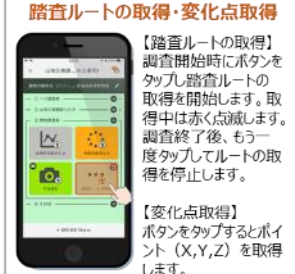 踏査ルートの取得・変化点取得
【踏査ルートの取得】
調査開始時にボタンを
タップし踏査ルートの
取得を開始します。取
得中は赤く点滅します。
調査終了後、もう一
度タップしてルートの取
得を停止します。
【変化点取得】
ボタンをタップするとポイ
ント（X,Y,Z）を取得
します。